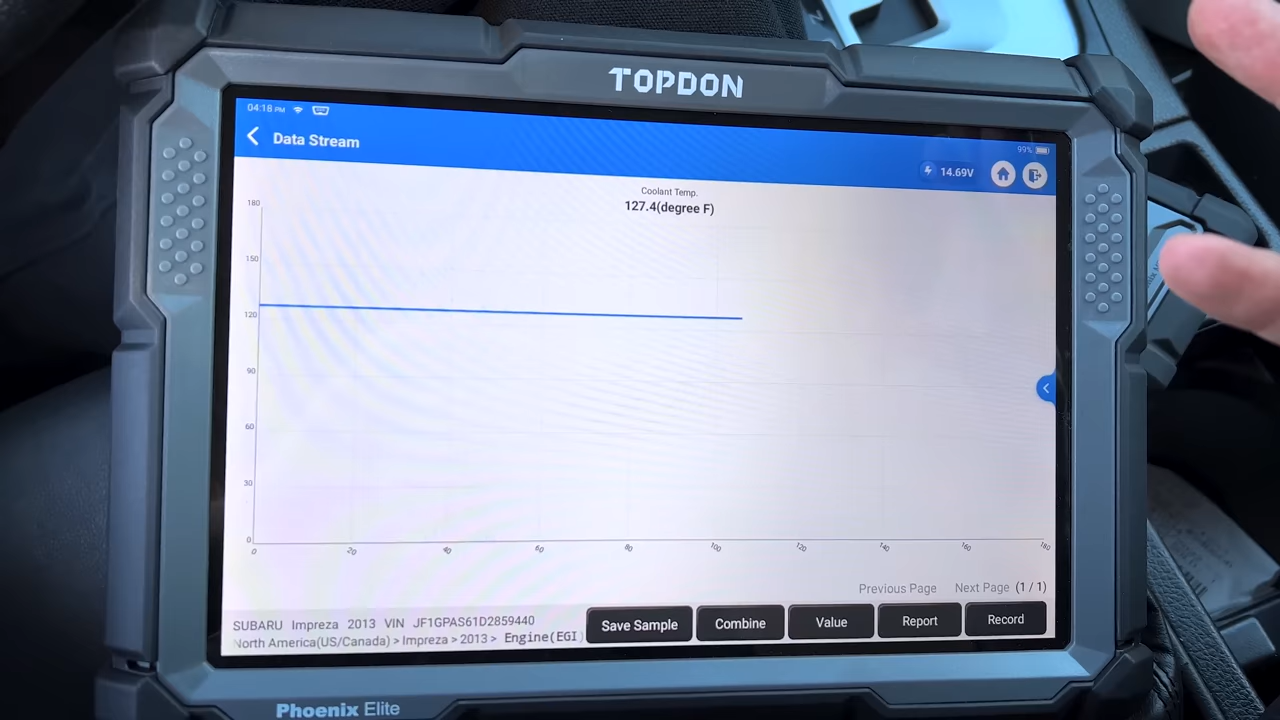 TOPDON
04:18 PM
99%
Data Stream
14.69V
Coolant Temp.
127.4(degree F)
180
150
120
90
60
30
0
0 20 40 60 80 100 120 140 160 180
Previous Page Next Page (1/1)
SUBARU Impreza 2013 VIN JF1GPAS61D2859440
North America(US/Canada) > Impreza > 2013 > Engine(EGI)
Save Sample Combine Value Report Record
Phoenix Elite